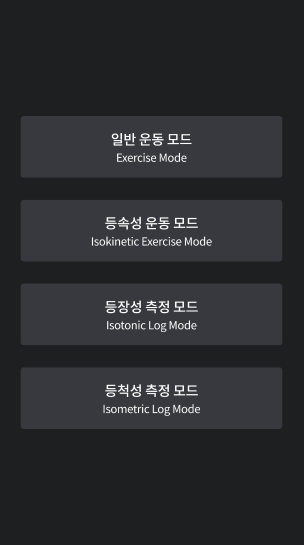 일반 운동 모드
Exercise Mode
등속성 운동 모드
Isokinetic Exercise Mode
등장성 측정 모드
Isotonic Log Mode
등척성 측정 모드
Isometric Log Mode